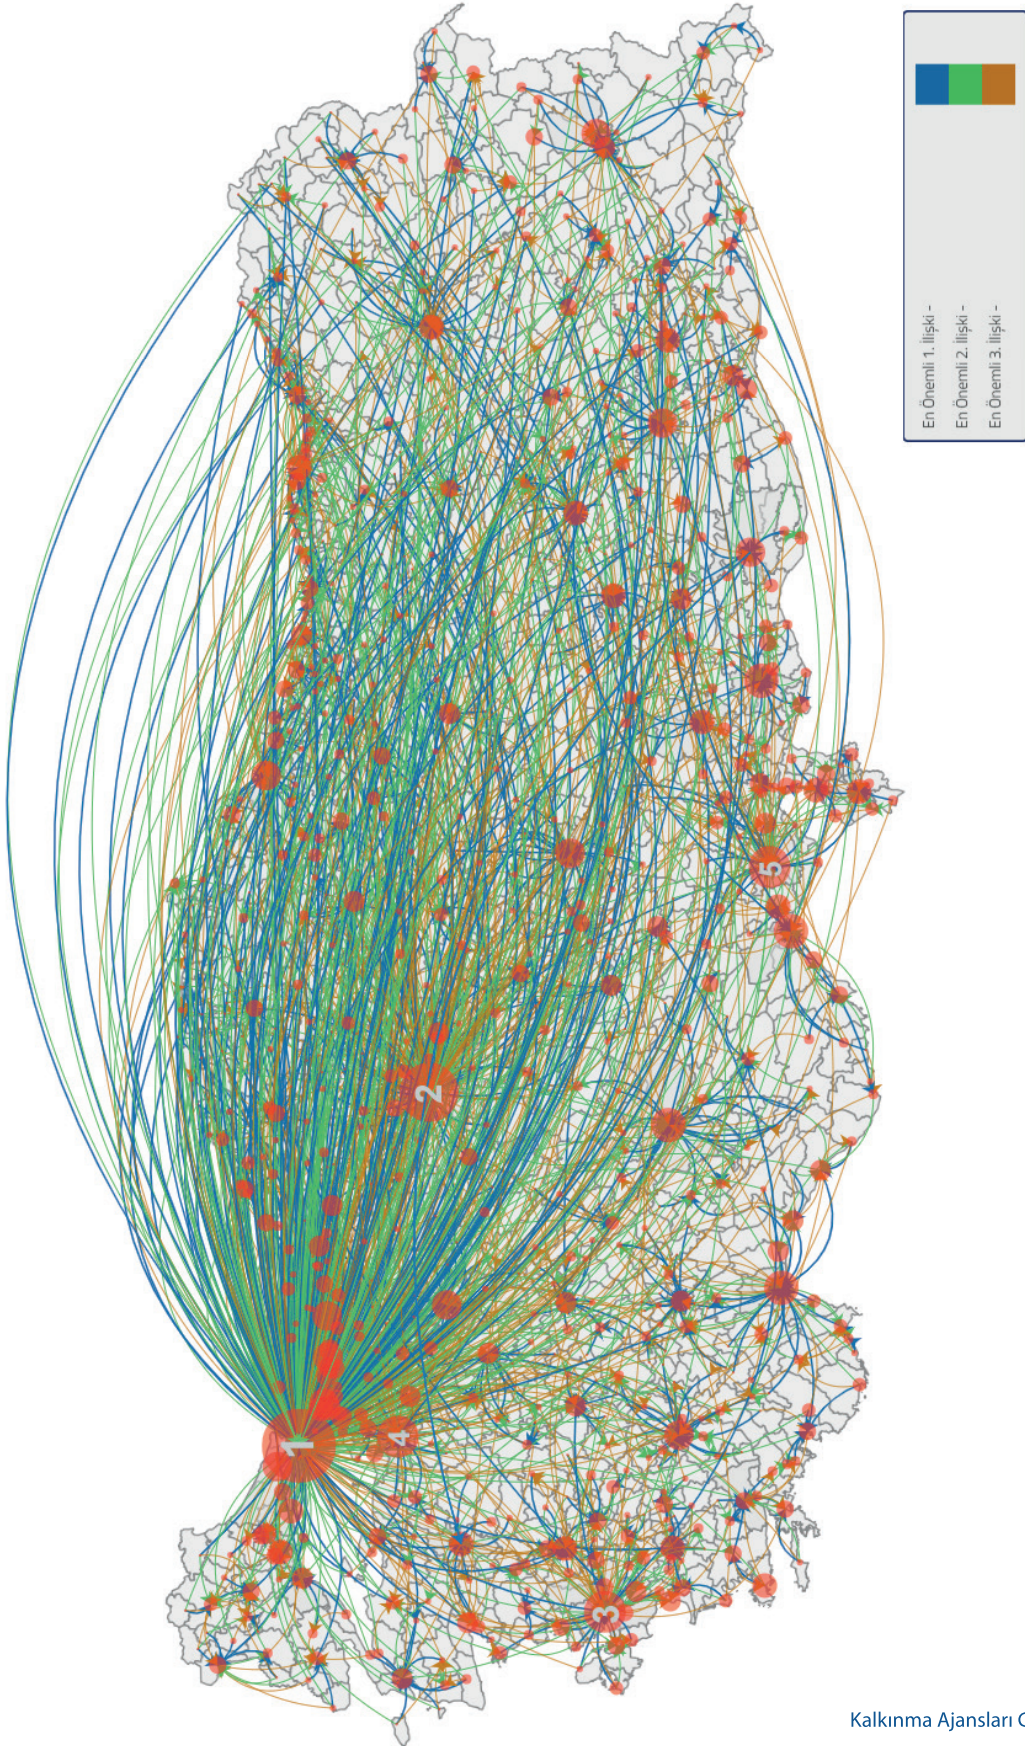 En Önemli 1. İlişki -
En Önemli 2. İlişki -
En Önemli 3. İlişki -
1
2
3
4
5
Kalkınma Ajansları